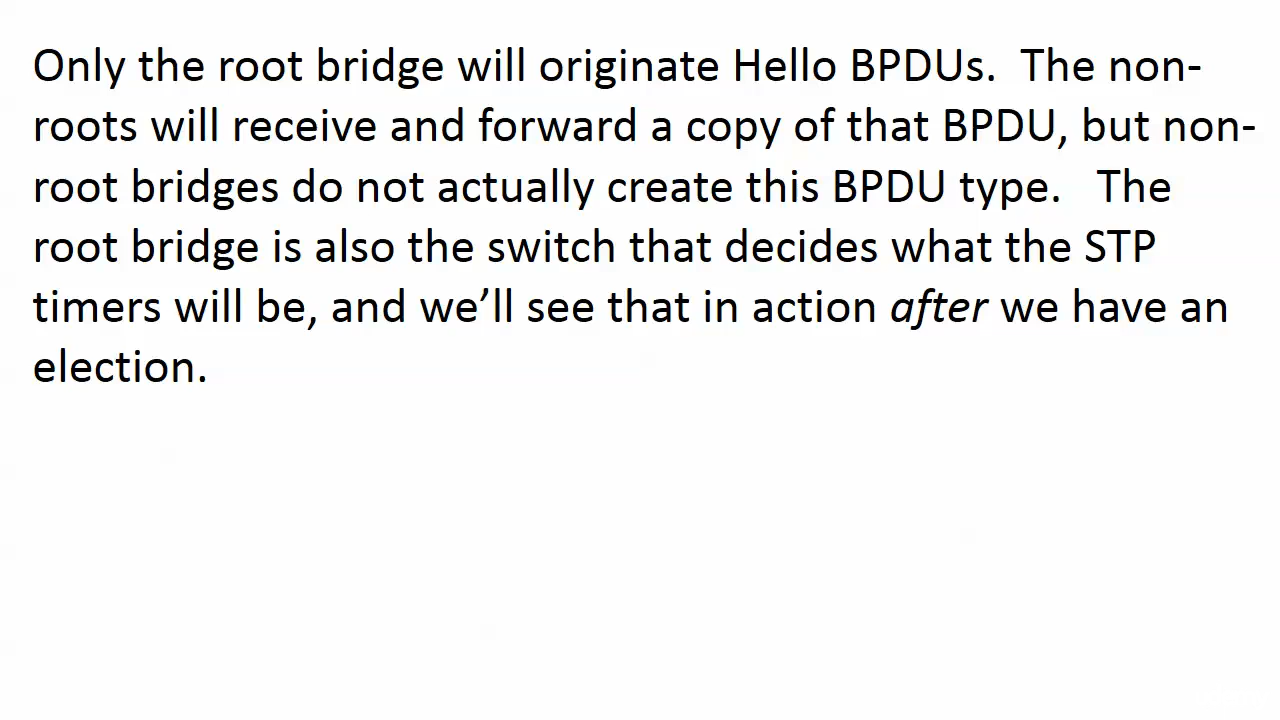 Only the root bridge will originate Hello BPDUs.  The non-
roots will receive and forward a copy of that BPDU, but non-
root bridges do not actually create this BPDU type.   The
root bridge is also the switch that decides what the STP
timers will be, and we’ll see that in action after we have an
election.